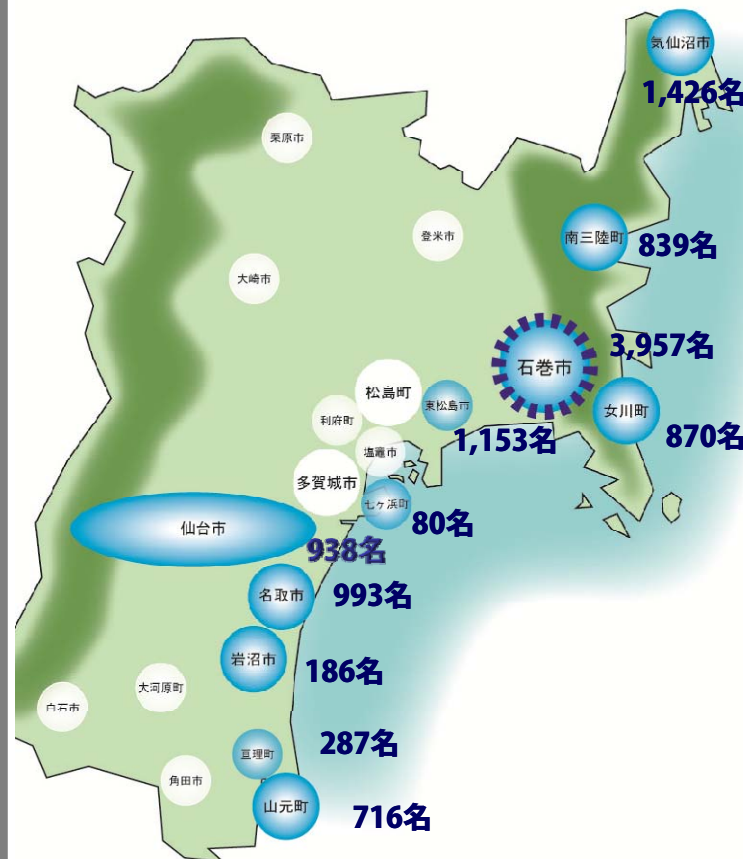 気仙沼市
1,426名
栗原市
登米市
南三陸町
839名
大崎市
3,957名
石巻市
松島町
東松島市
利府町
女川町
870名
1,153名
塩竈市
多賀城市
七ヶ浜町
80名
仙台市
938名
名取市
993名
岩沼市
186名
大河原町
白石市
287名
亘理町
角田市
山元町
716名